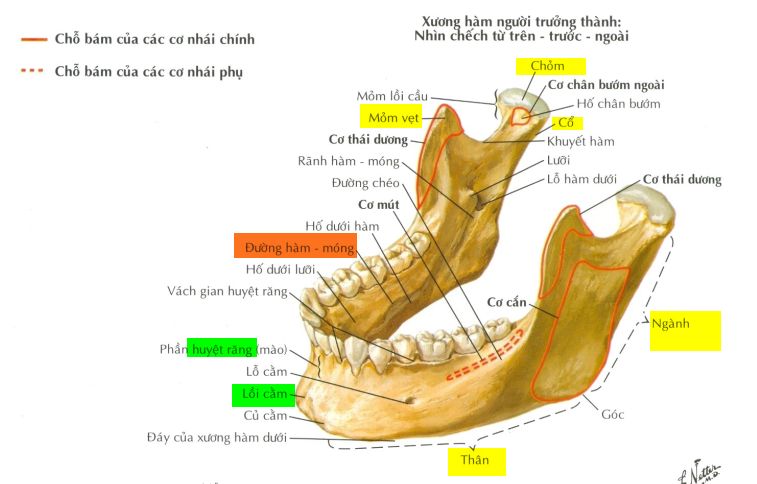 Xương hàm người trưởng thành:
Nhìn chếch từ trên - trước - ngoài
Chỗ bám của các cơ nhái chính
Chỗ bám của các cơ nhái phụ
Chỏm
Cơ chân bướm ngoài
Mỏm lồi cầu
Hố chân bướm
Mỏm vẹt
Cổ
Cơ thái dương
Khuyết hàm
Rãnh hàm - móng
Lưỡi
Đường chéo
Lỗ hàm dưới
Cơ thái dương
Cơ mút
Hố dưới hàm
Đường hàm - móng
Hố dưới lưỡi
Vách gian huyệt răng
Cơ cắn
Ngành
Phần huyệt răng (mào)
Lỗ cằm
Lồi cằm
Góc
Củ cằm
Đáy của xương hàm dưới
Thân
Netter
M.D.